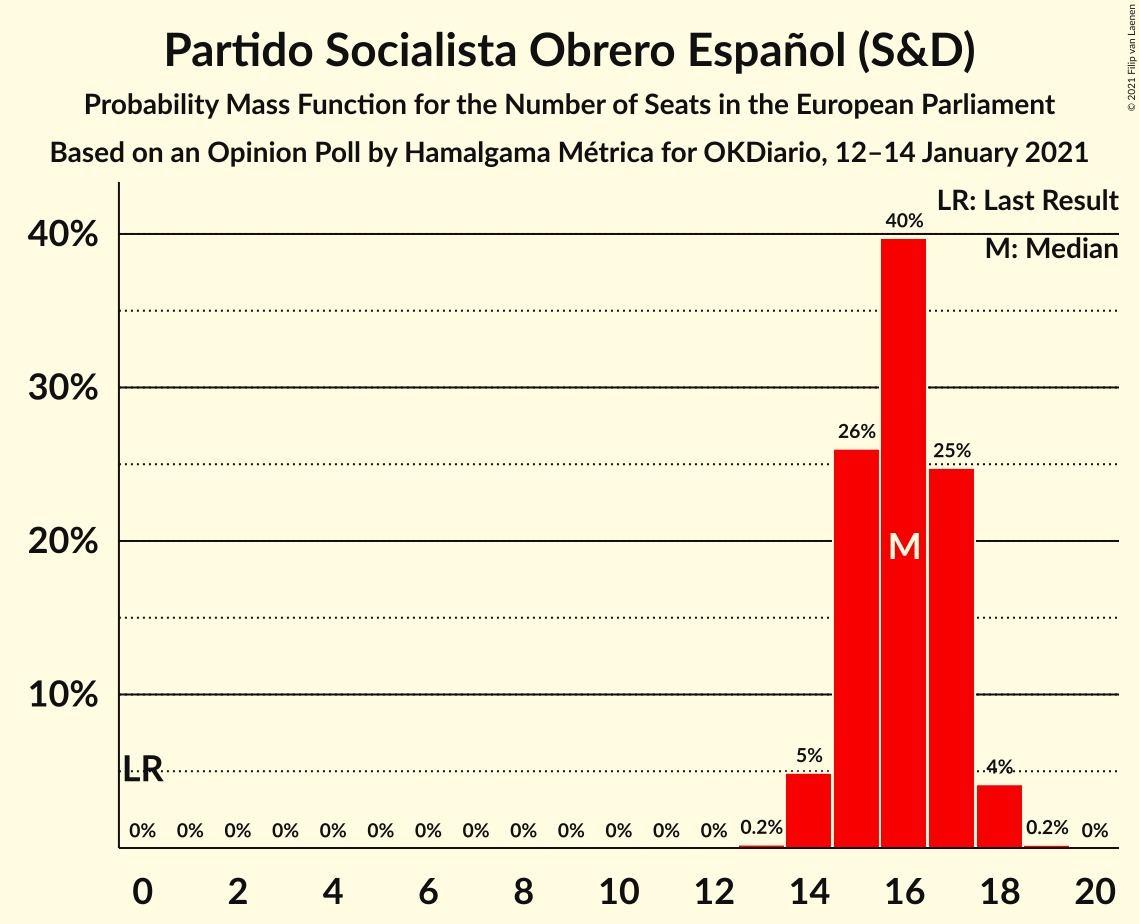 Partido Socialista Obrero Español (S&D)
Probability Mass Function for the Number of Seats in the European Parliament
Based on an Opinion Poll by Hamalgama Métrica for OKDiario, 12–14 January 2021
© 2021 Filip van Laenen
LR: Last Result
M: Median
40%
30%
20%
10%
40%
26%
25%
M
5%
4%
LR
0% 0% 0% 0% 0% 0% 0% 0% 0% 0% 0% 0% 0% 0.2% 0.2% 0%
0 2 4 6 8 10 12 14 16 18 20